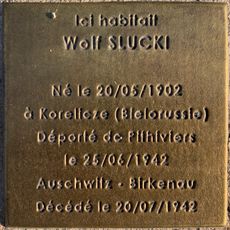 Ici habitait
Wolf SLUCKI
Né le 20/05/1902
à Korelicze (Bielorussie)
Déporté de Pithiviers
le 25/06/1942
Auschwitz - Birkenau
Décédé le 20/07/1942